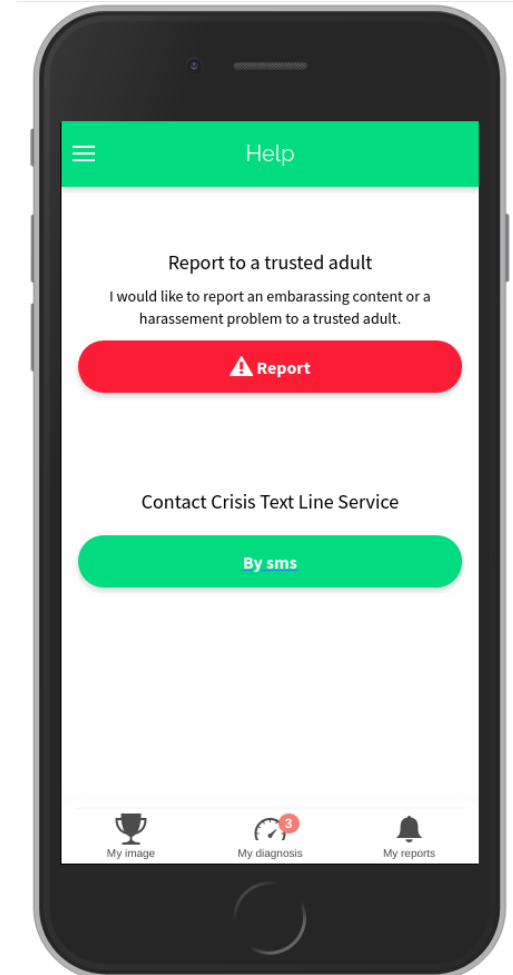 Help
Report to a trusted adult
I would like to report an embarassing content or a
harassement problem to a trusted adult.
Report
Contact Crisis Text Line Service
By sms
3
My image
My diagnosis
My reports